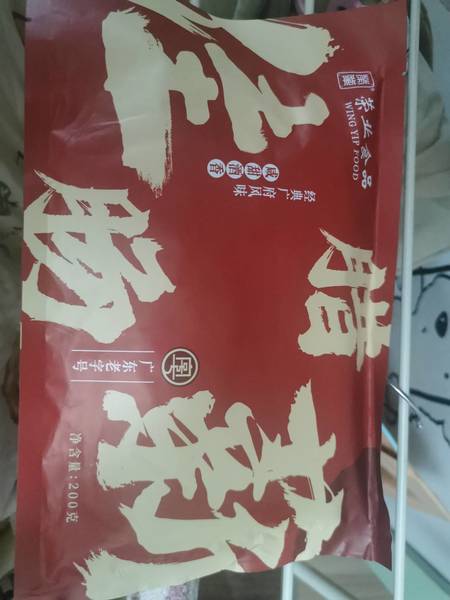 荣业食品
WING YIP FOOD
腊
肠
经典广府风味
咸甜酒香
广东老字号
净含量:200克